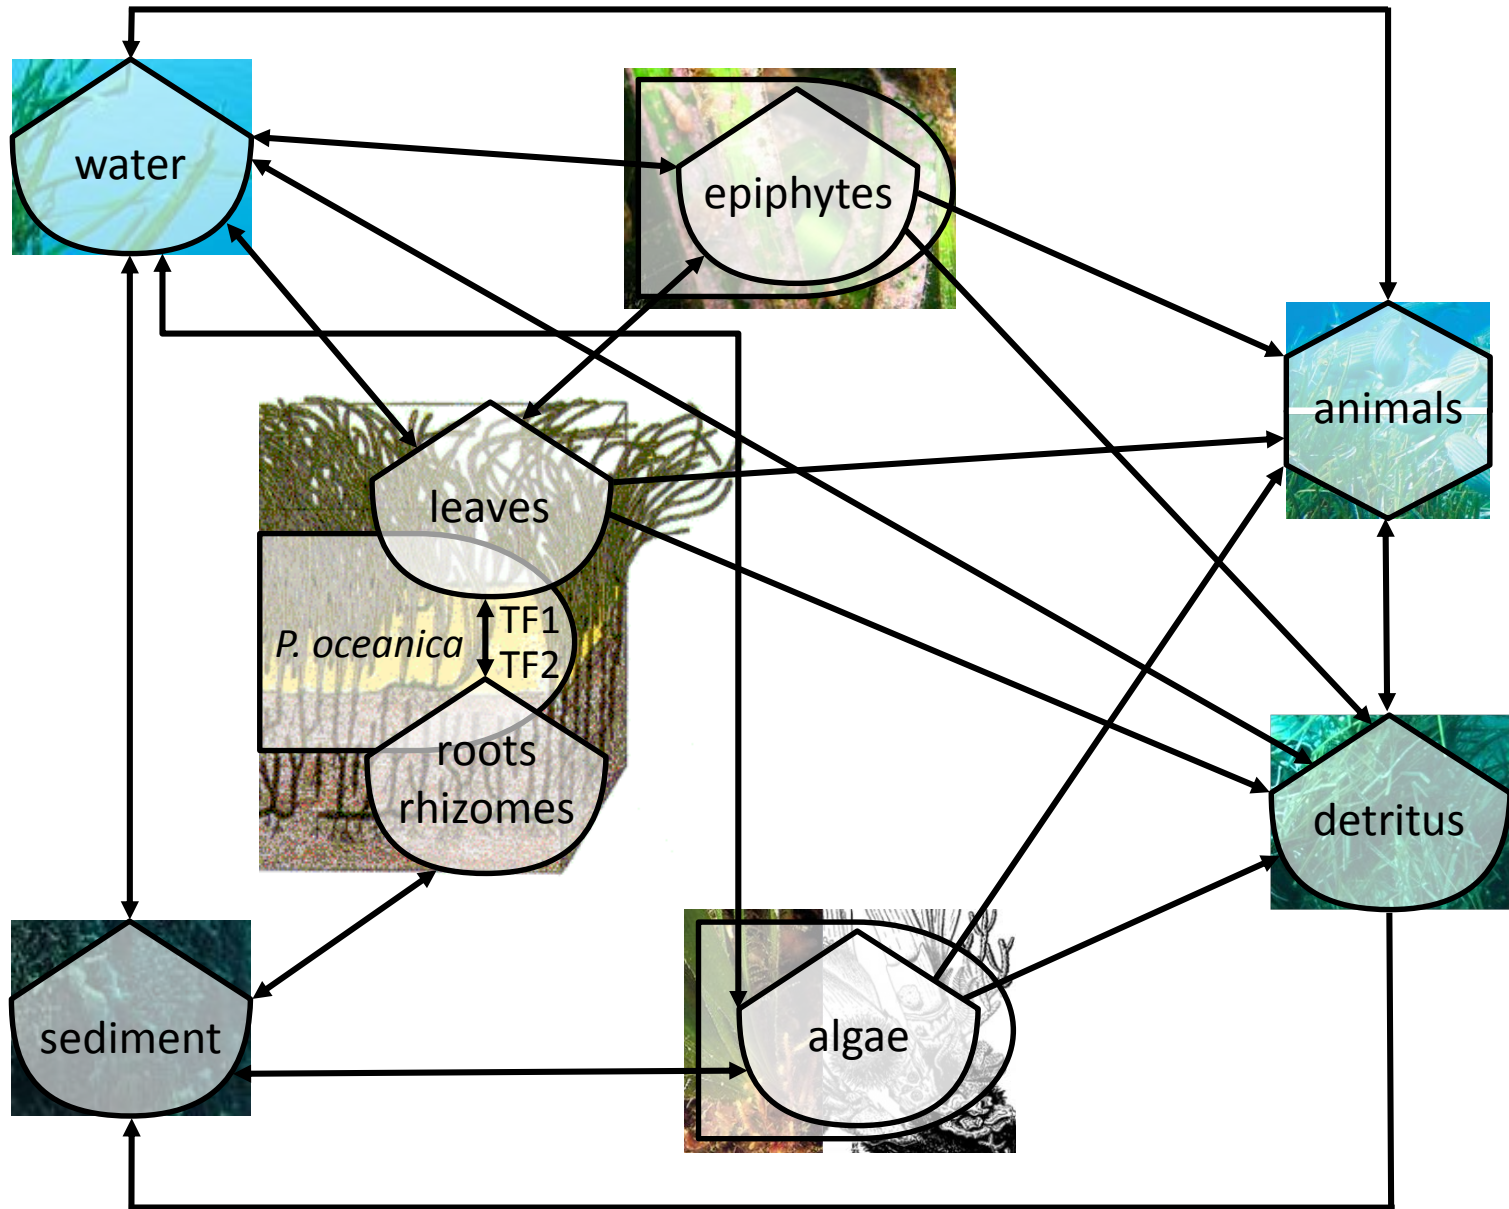 water
epiphytes
animals
leaves
TF1
P. oceanica
TF2
roots
rhizomes
detritus
sediment
algae